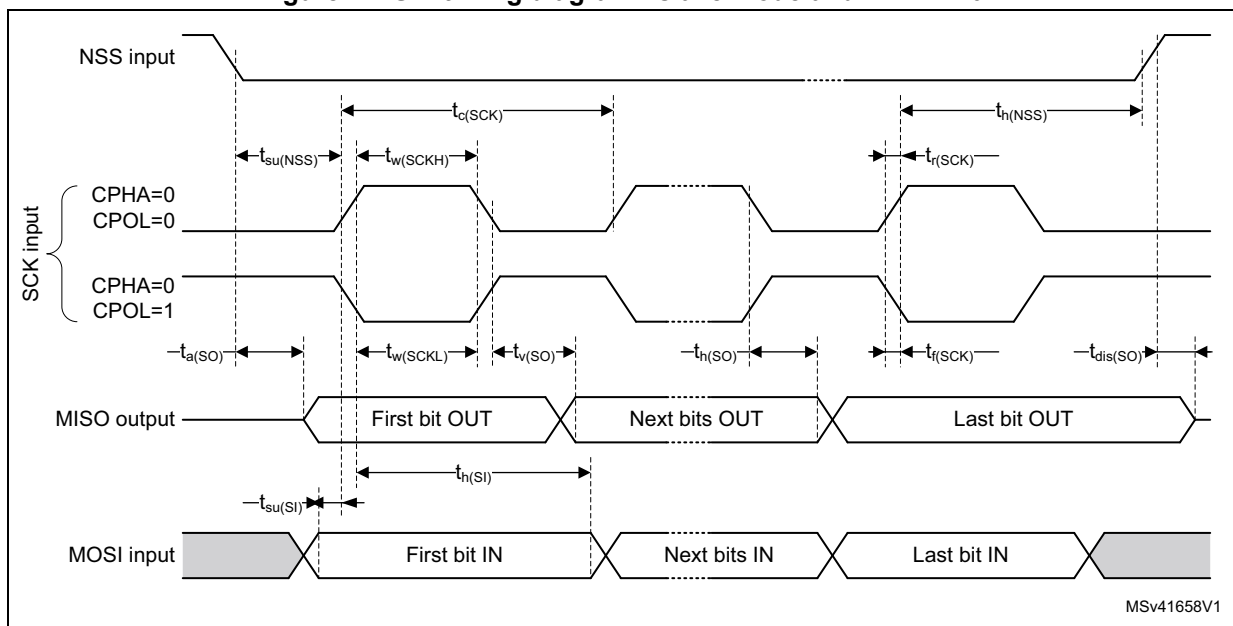 NSS input
tc(SCK)
th(NSS)
tsu(NSS)
tw(SCKH)
tr(SCK)
SCK input
CPHA=0
CPOL=0
CPHA=0
CPOL=1
ta(SO)
tw(SCKL)
tv(SO)
th(SO)
tf(SCK)
tdis(SO)
MISO output
First bit OUT
Next bits OUT
Last bit OUT
th(SI)
tsu(SI)
MOSI input
First bit IN
Next bits IN
Last bit IN
MSv41658V1